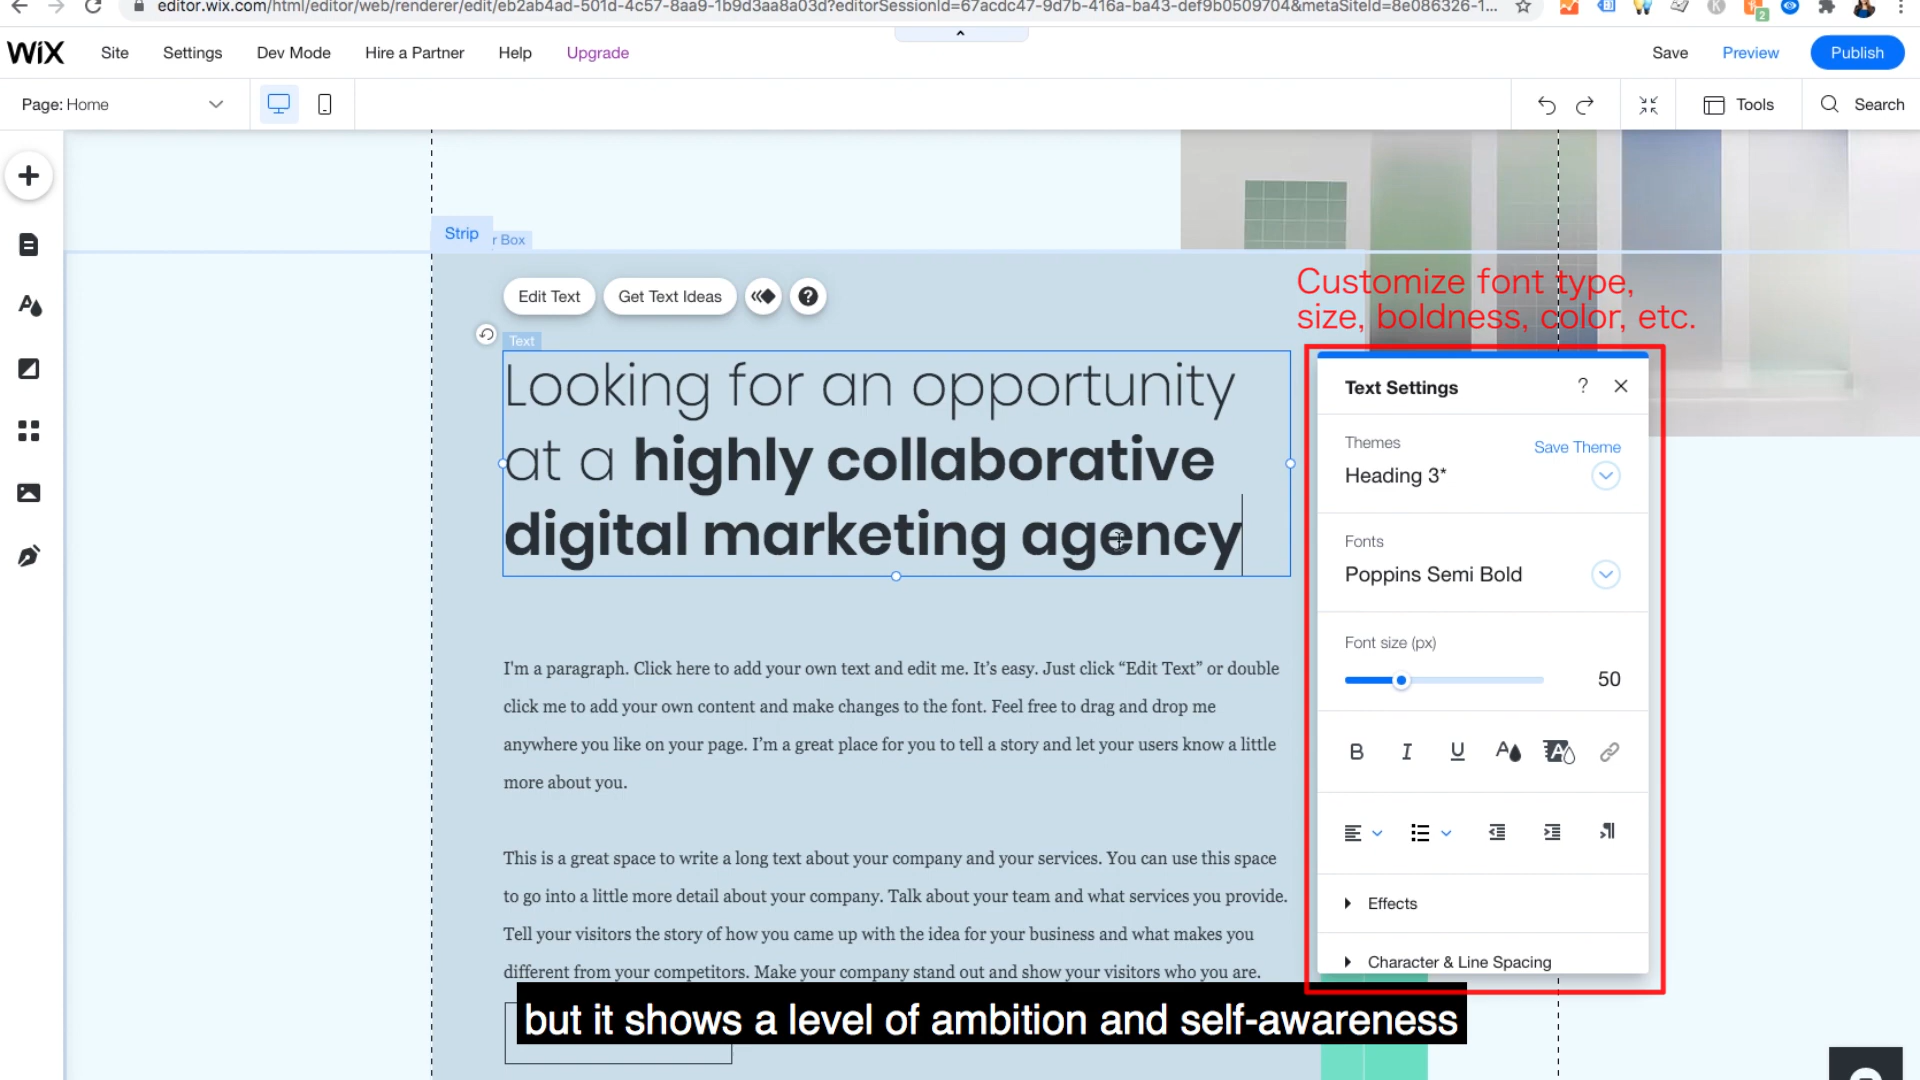 editor.wix.com/html/editor/web/renderer/edit/eb2ab4ad-501d-4c57-8aa9-1b9d3aa8a03d?editorSessionId=67acdc47-9d7b-416a-ba43-def9b0509704&metaSiteId=8e086326-1...
2
WiX Site Settings Dev Mode Hire a Partner Help Upgrade Save Preview Publish
Page: Home Tools Search
Strip r Box
Edit Text Get Text Ideas
Text
Looking for an opportunity
at a highly collaborative
digital marketing agency
I'm a paragraph. Click here to add your own text and edit me. It’s easy. Just click “Edit Text” or double
click me to add your own content and make changes to the font. Feel free to drag and drop me
anywhere you like on your page. I’m a great place for you to tell a story and let your users know a little
more about you.
This is a great space to write a long text about your company and your services. You can use this space
to go into a little more detail about your company. Talk about your team and what services you provide.
Tell your visitors the story of how you came up with the idea for your business and what makes you
different from your competitors. Make your company stand out and show your visitors who you are.
Customize font type,
size, boldness, color, etc.
Text Settings ?
Themes
Save Theme
Heading 3*
Fonts
Poppins Semi Bold
Font size (px)
50
B I U A A
Effects
Character & Line Spacing
but it shows a level of ambition and self-awareness